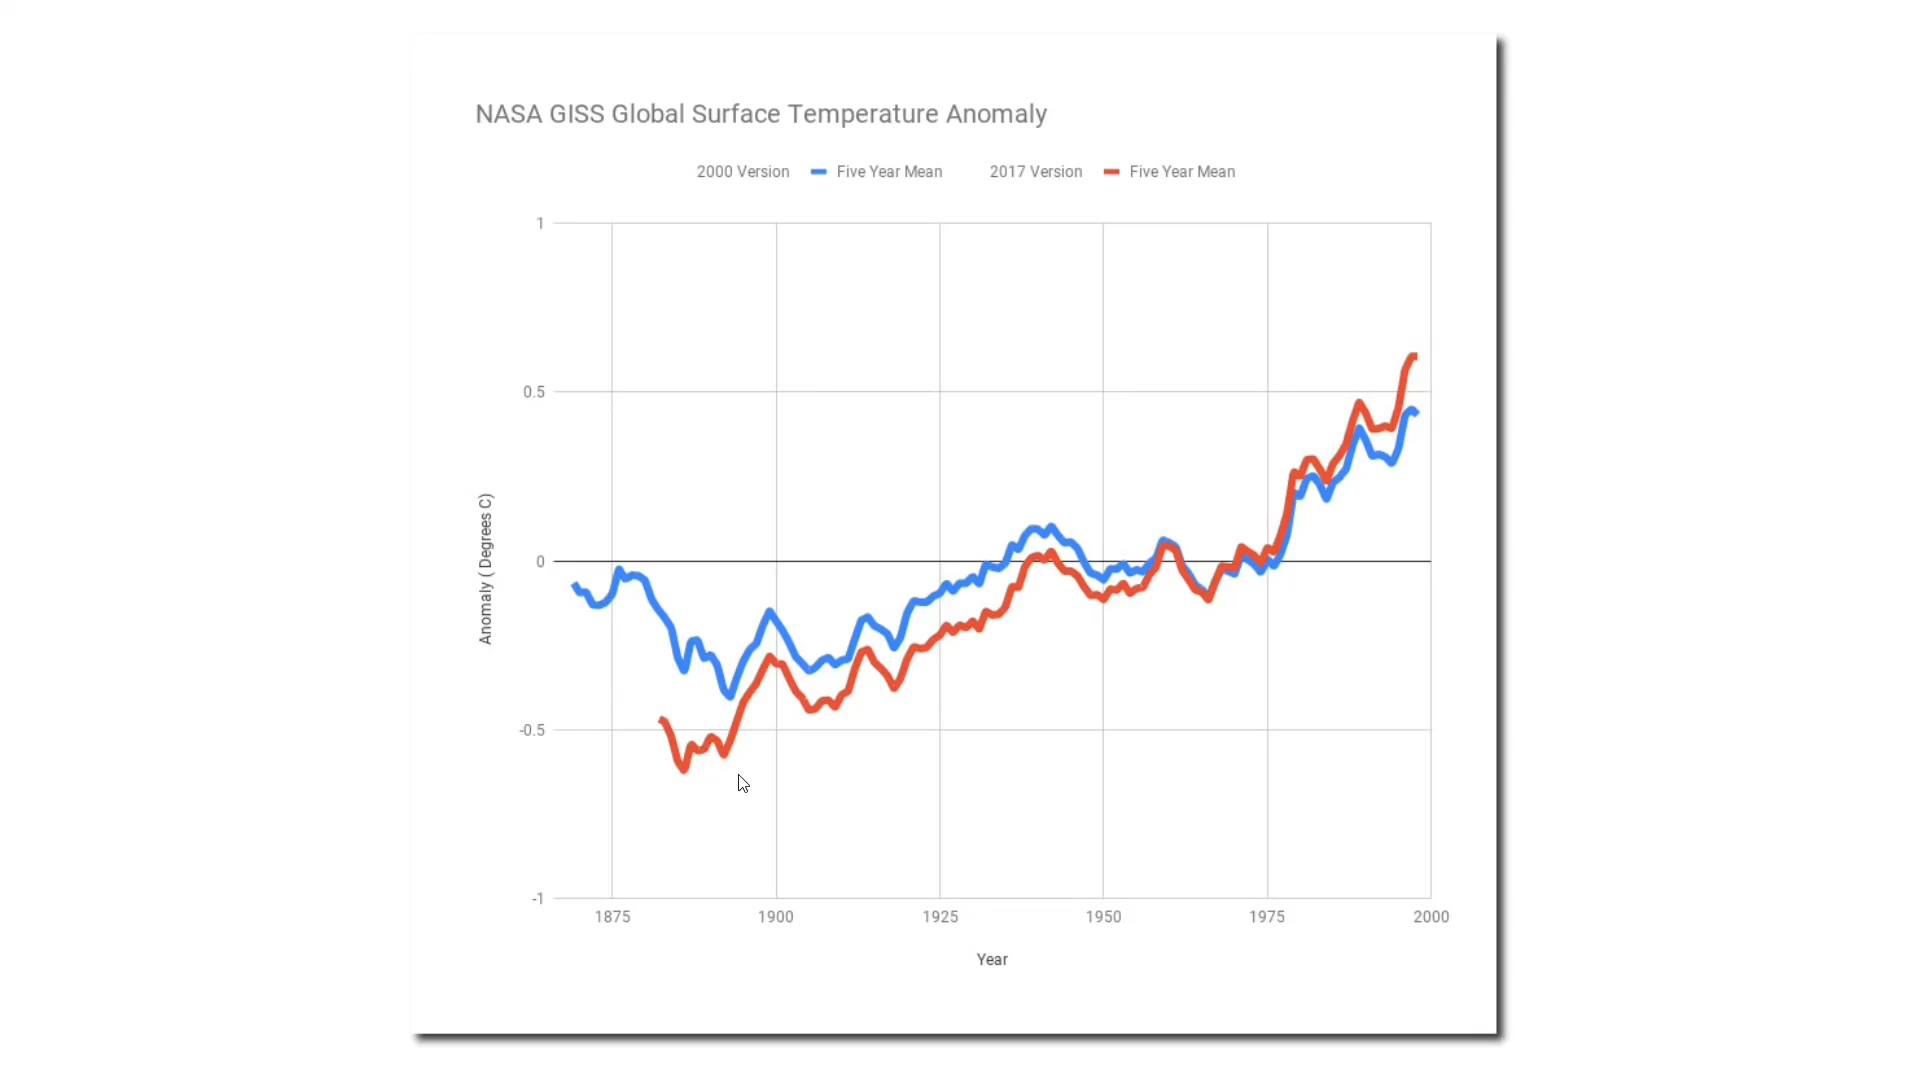 NASA GISS Global Surface Temperature Anomaly
2000 Version Five Year Mean 2017 Version Five Year Mean
1
0.5
0
-0.5
-1
Anomaly ( Degrees C)
1875 1900 1925 1950 1975 2000
Year